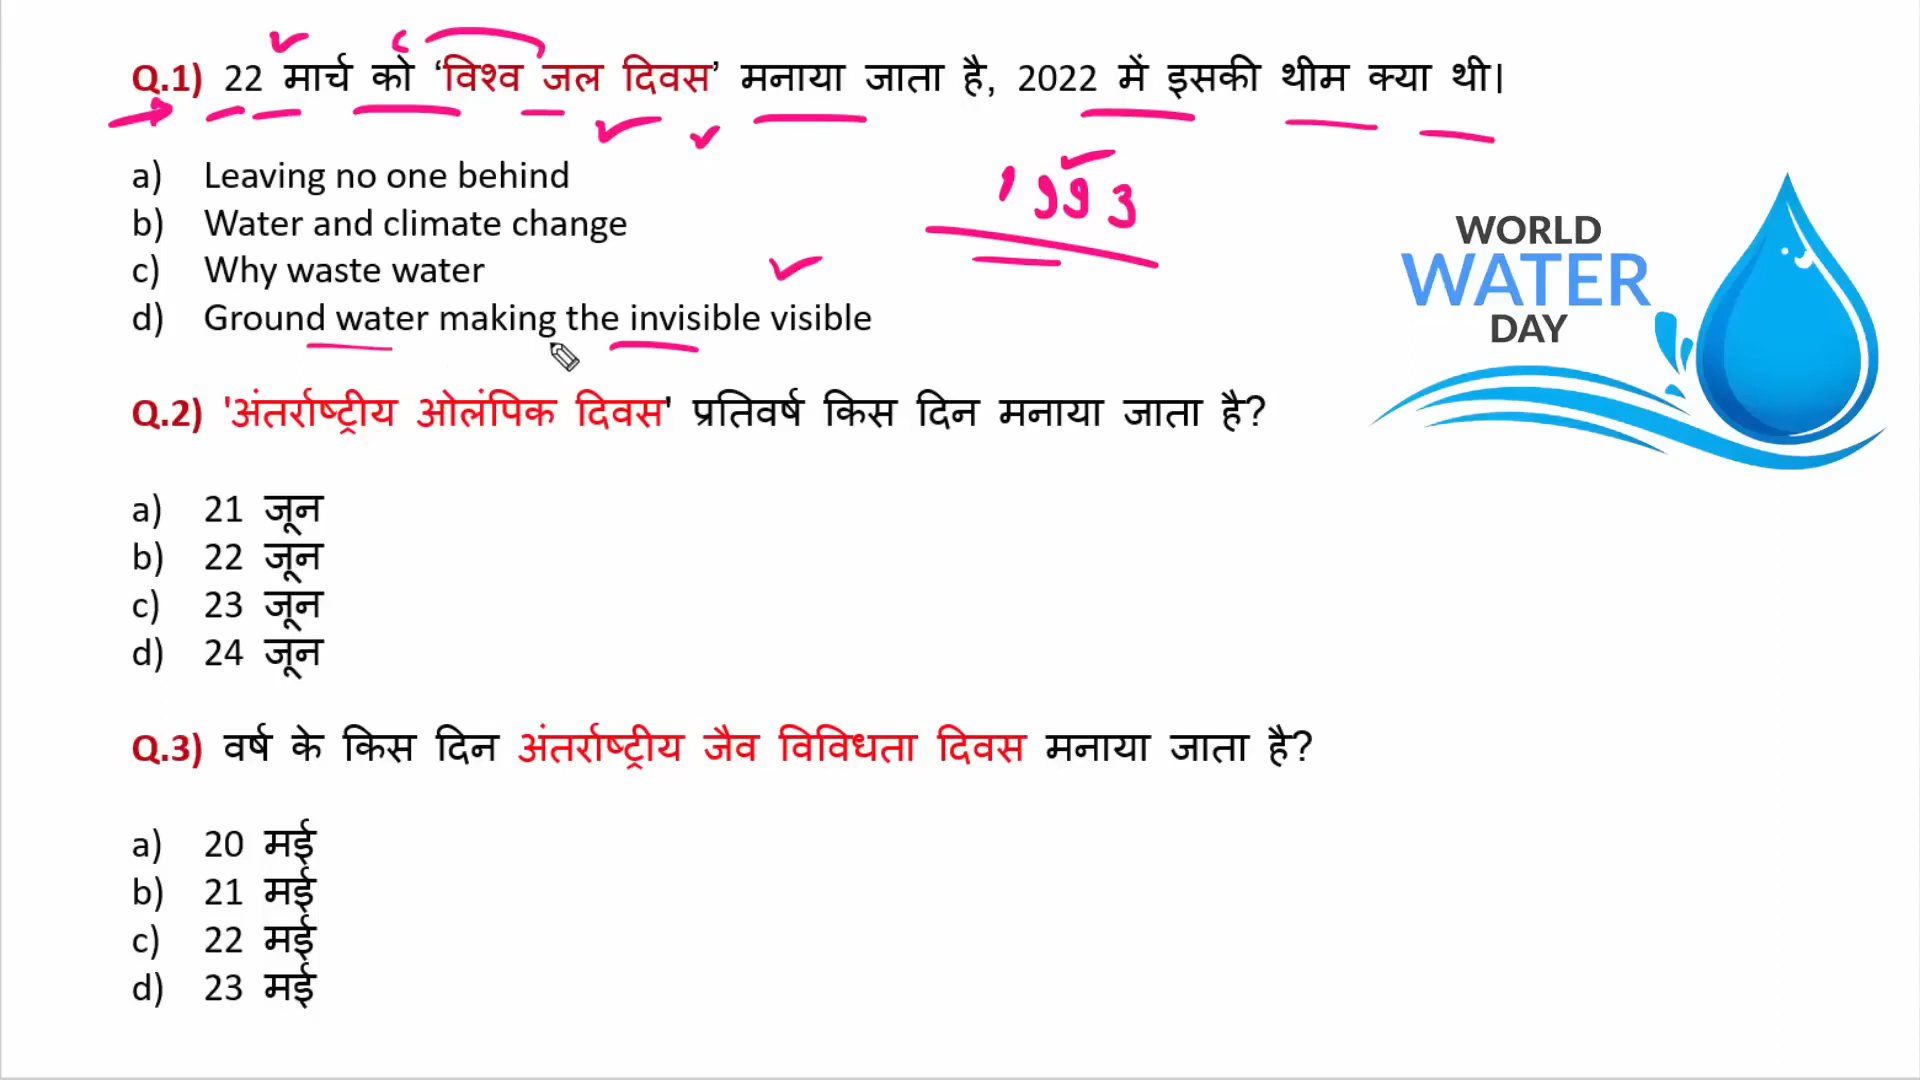 Q.1) 22 मार्च को ‘विश्व जल दिवस’ मनाया जाता है, 2022 में इसकी थीम क्या थी|
a) Leaving no one behind
b) Water and climate change
c) Why waste water
d) Ground water making the invisible visible
1993
WORLD
WATER
DAY
Q.2) 'अंतर्राष्ट्रीय ओलंपिक दिवस' प्रतिवर्ष किस दिन मनाया जाता है?
a) 21 जून
b) 22 जून
c) 23 जून
d) 24 जून
Q.3) वर्ष के किस दिन अंतर्राष्ट्रीय जैव विविधता दिवस मनाया जाता है?
a) 20 मई
b) 21 मई
c) 22 मई
d) 23 मई